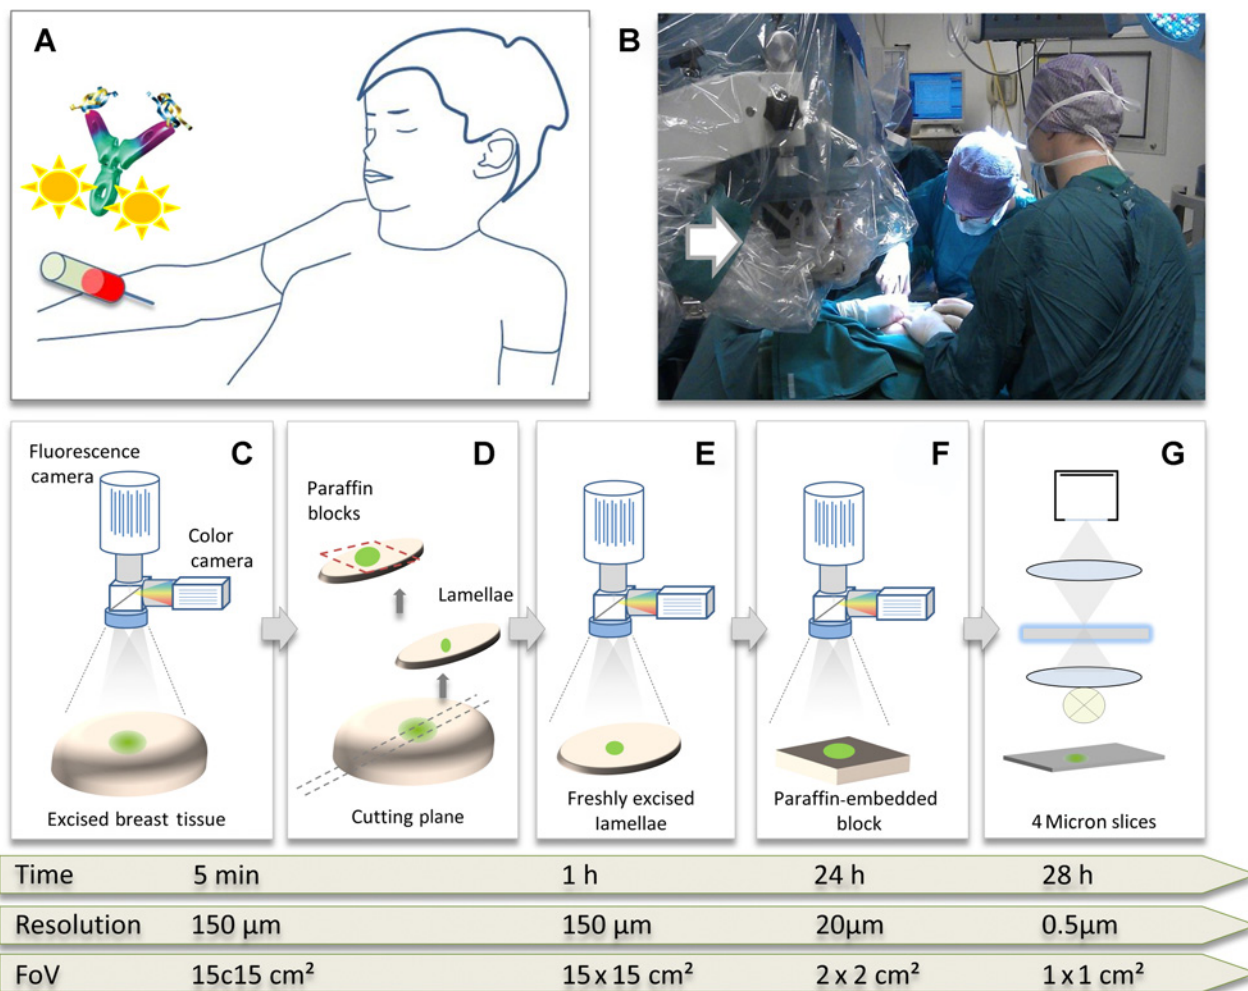 A
B
Fluorescence
camera
C
Color
camera
Excised breast tissue
D
Paraffin
blocks
Lamellae
Cutting plane
E
Freshly excised
lamellae
F
Paraffin-embedded
block
G
4 Micron slices
Time 5 min 1 h 24 h 28 h
Resolution 150 µm 150 µm 20µm 0.5µm
FoV 15c15 cm² 15 x 15 cm² 2 x 2 cm² 1 x 1 cm²